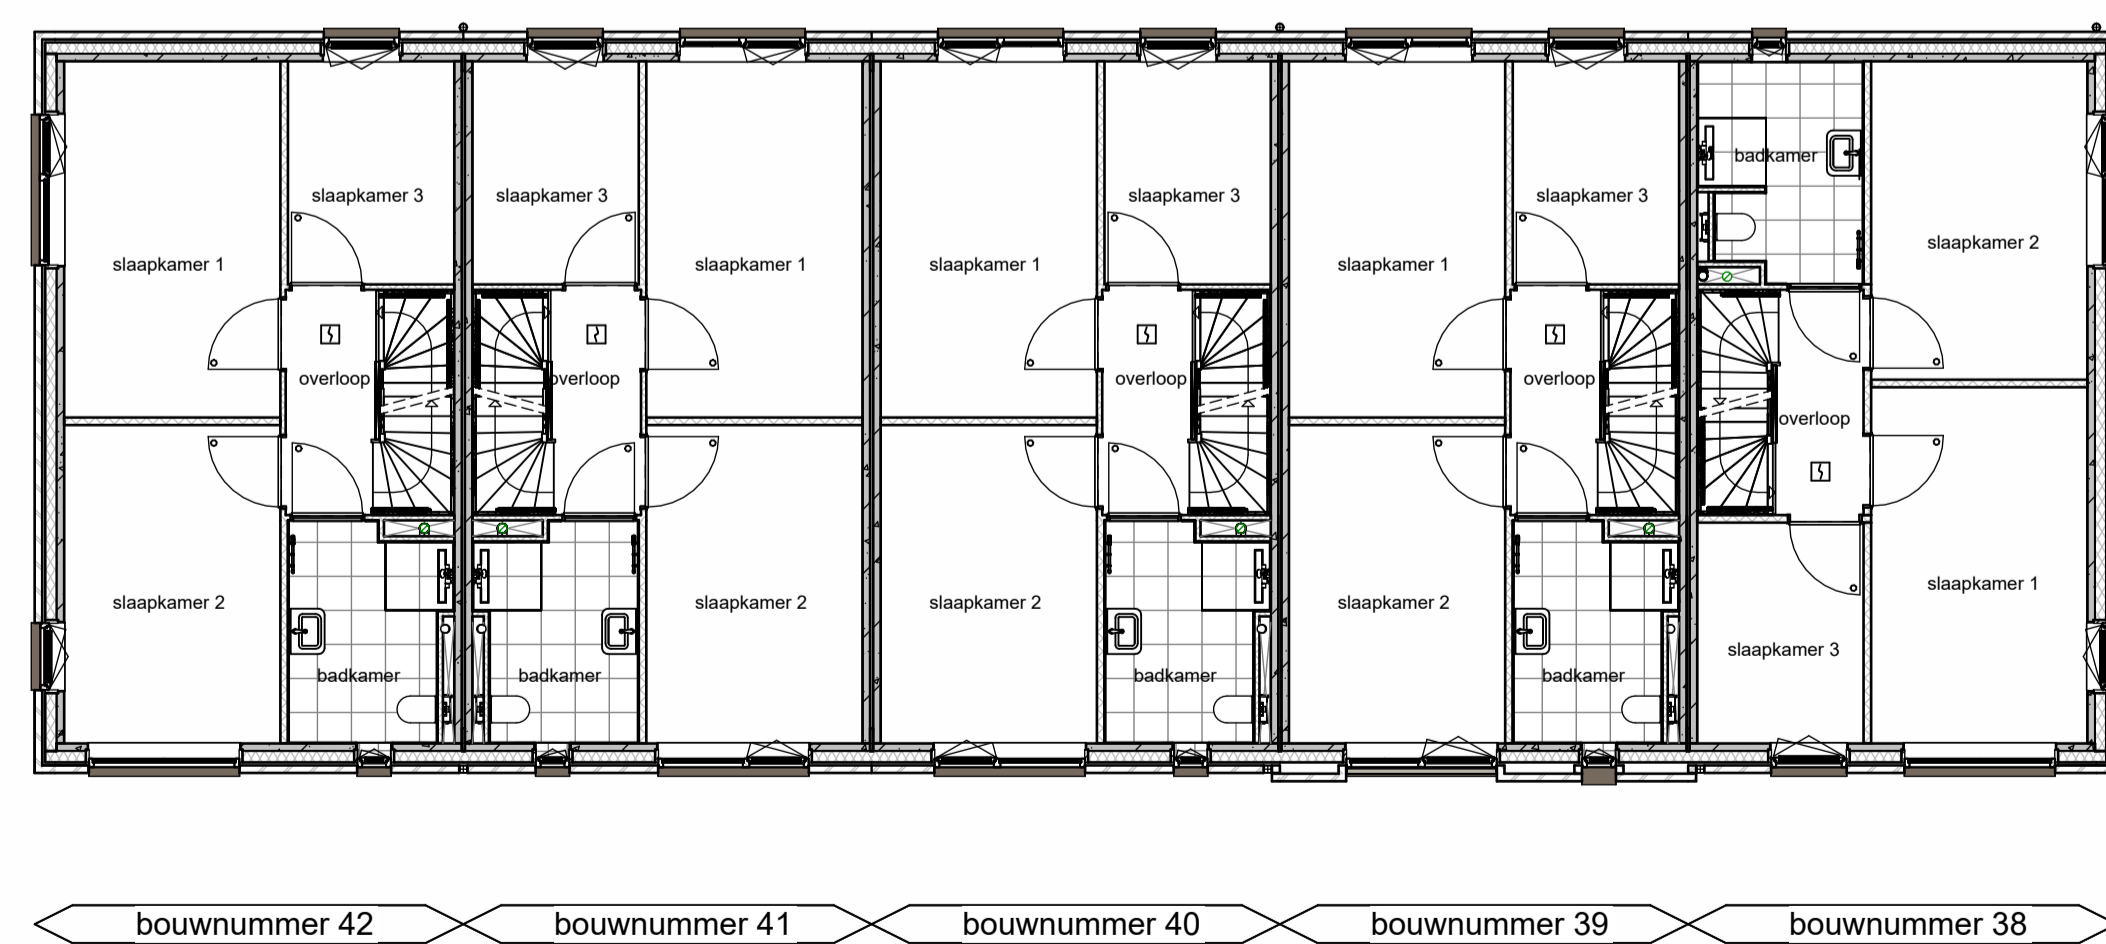 badkamer
slaapkamer 3
slaapkamer 3
slaapkamer 3
slaapkamer 3
slaapkamer 2
slaapkamer 1
slaapkamer 1
slaapkamer 1
slaapkamer 1
overloop
overloop
overloop
overloop
overloop
slaapkamer 1
slaapkamer 2
slaapkamer 2
slaapkamer 2
slaapkamer 2
slaapkamer 3
badkamer
badkamer
badkamer
badkamer
bouwnummer 42
bouwnummer 41
bouwnummer 40
bouwnummer 39
bouwnummer 38